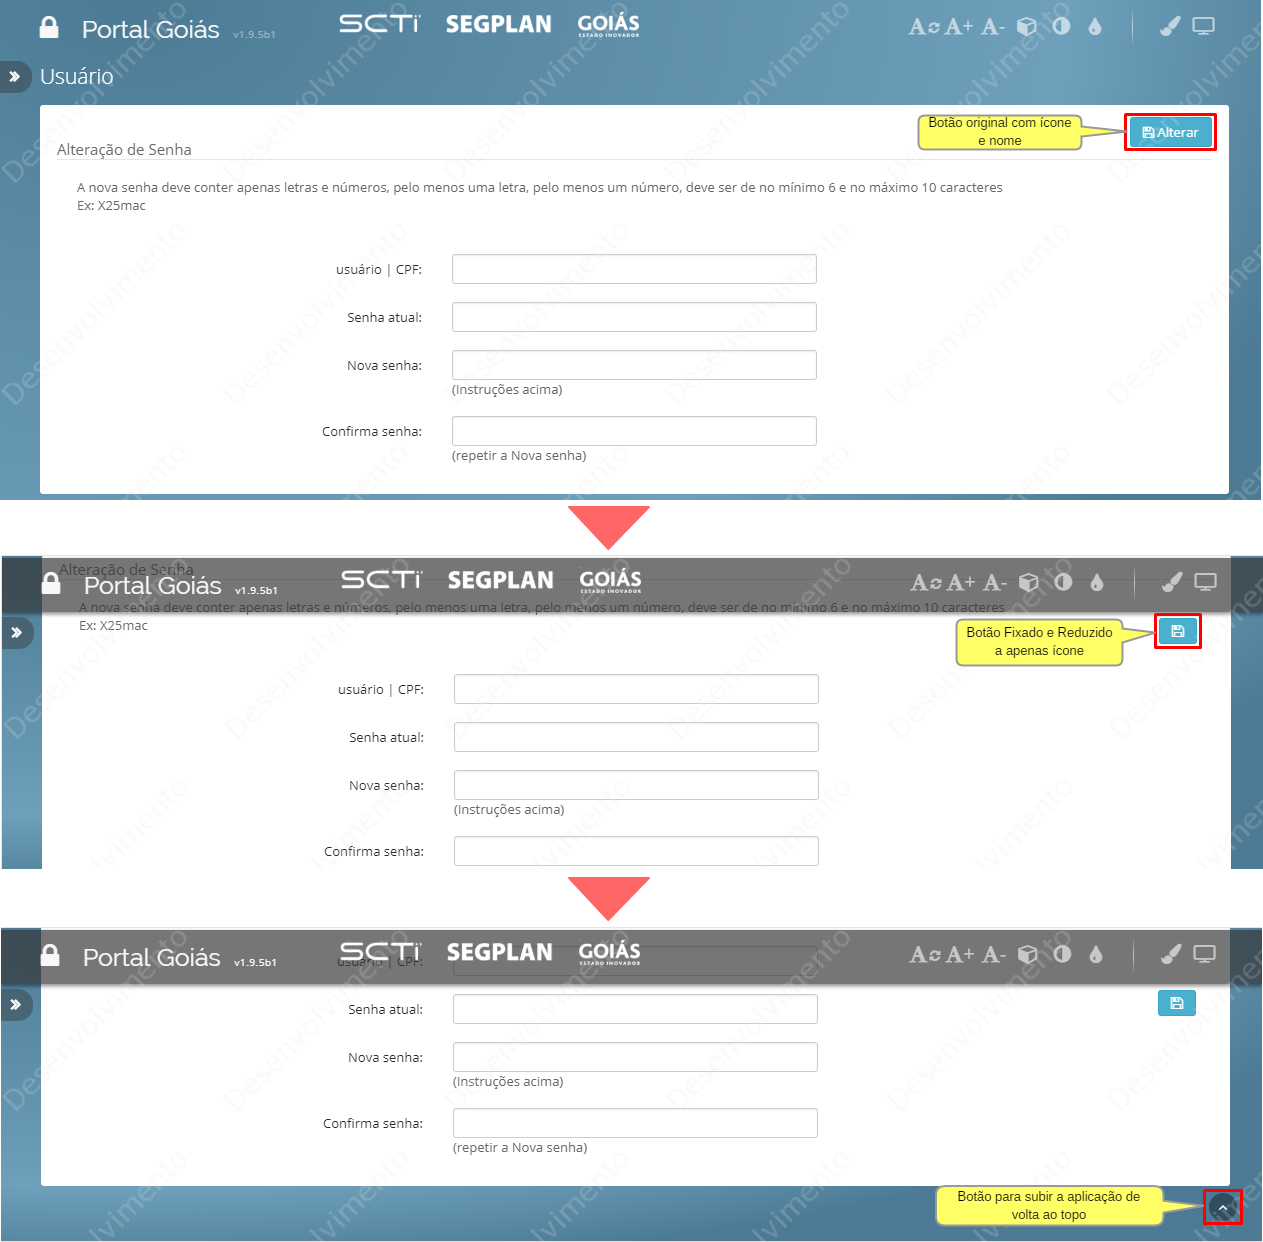 Portal Goiás v1.9.5b1 SCTi SEGPLAN GOIÁS
ESTADO INOVADOR
A A+ A-
Usuário
Botão original com ícone
e nome
Alterar
Alteração de Senha
A nova senha deve conter apenas letras e números, pelo menos uma letra, pelo menos um número, deve ser de no mínimo 6 e no máximo 10 caracteres
Ex: X25mac
usuário | CPF:
Senha atual:
Nova senha:
(Instruções acima)
Confirma senha:
(repetir a Nova senha)
Desenvolvimento
Alteração de Senha
Portal Goiás v1.9.5b1 SCTi SEGPLAN GOIÁS
ESTADO INOVADOR
A A+ A-
A nova senha deve conter apenas letras e números, pelo menos uma letra, pelo menos um número, deve ser de no mínimo 6 e no máximo 10 caracteres
Ex: X25mac
Botão Fixado e Reduzido
a apenas ícone
usuário | CPF:
Senha atual:
Nova senha:
(Instruções acima)
Confirma senha:
Desenvolvimento
Portal Goiás v1.9.5b1 SCTi SEGPLAN GOIÁS
ESTADO INOVADOR
A A+ A-
usuário | CPF:
Senha atual:
Nova senha:
(Instruções acima)
Confirma senha:
(repetir a Nova senha)
Desenvolvimento
Botão para subir a aplicação de
volta ao topo